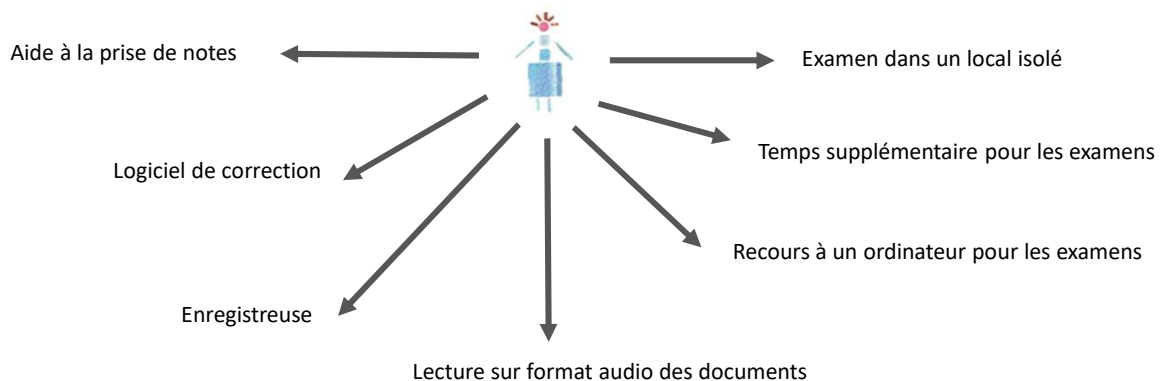 Aide à la prise de notes
Examen dans un local isolé
Temps supplémentaire pour les examens
Logiciel de correction
Recours à un ordinateur pour les examens
Enregistreuse
Lecture sur format audio des documents